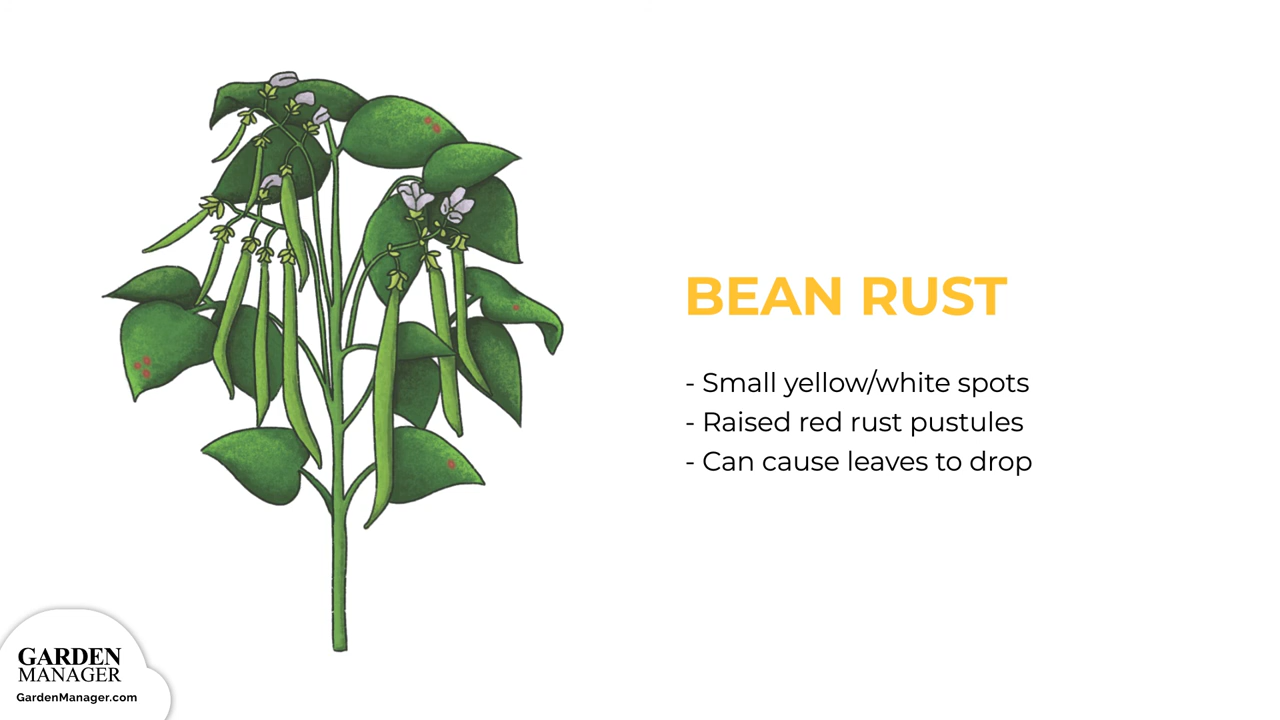 BEAN RUST
- Small yellow/white spots
- Raised red rust pustules
- Can cause leaves to drop
GARDEN
MANAGER
GardenManager.com